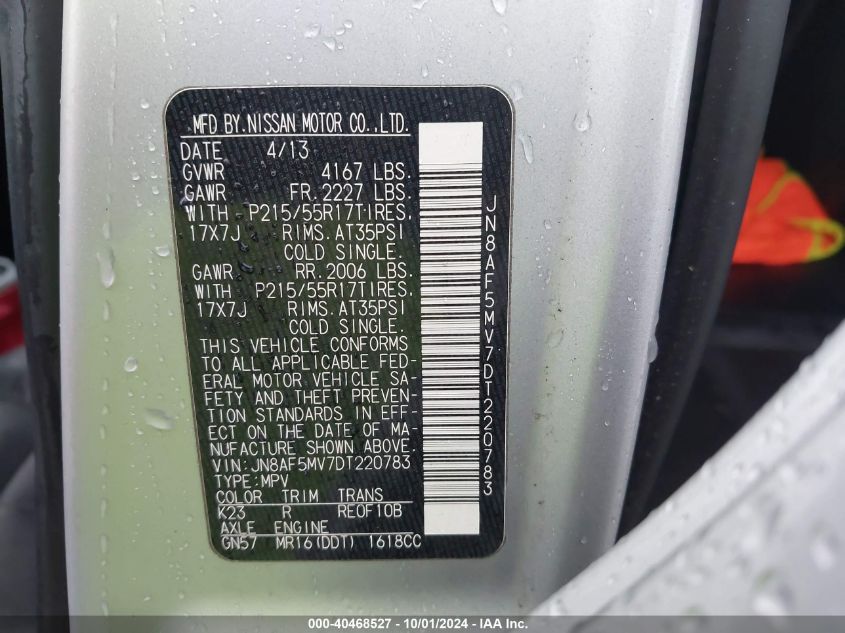 MFD BY.NISSAN MOTOR CO.,LTD.
DATE 4/13
GVWR 4167 LBS.
GAWR FR.2227 LBS.
WITH P215/55R17TIRES,
17X7J RIMS.AT35PSI
COLD SINGLE.
GAWR RR.2006 LBS.
WITH P215/55R17TIRES,
17X7J RIMS.AT35PSI
COLD SINGLE.
THIS VEHICLE CONFORMS
TO ALL APPLICABLE FED-
ERAL MOTOR VEHICLE SA-
FETY AND THEFT PREVEN-
TION STANDARDS IN EFF-
ECT ON THE DATE OF MA-
NUFACTURE SHOWN ABOVE.
VIN:JN8AF5MV7DT220783
TYPE:MPV
COLOR TRIM TRANS
K23 R REOF10B
AXLE ENGINE
GN57 MR16(DDT) 1618CC
JN8AF5MV7DT220783
000-40468527 - 10/01/2024 - IAA Inc.